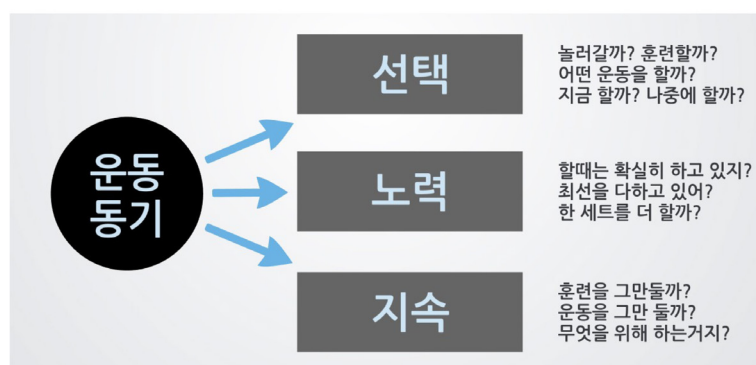 운동
동기
선택
놀러갈까? 훈련할까?
어떤 운동을 할까?
지금 할까? 나중에 할까?
노력
할때는 확실히 하고 있지?
최선을 다하고 있어?
한 세트를 더 할까?
지속
훈련을 그만둘까?
운동을 그만 둘까?
무엇을 위해 하는거지?